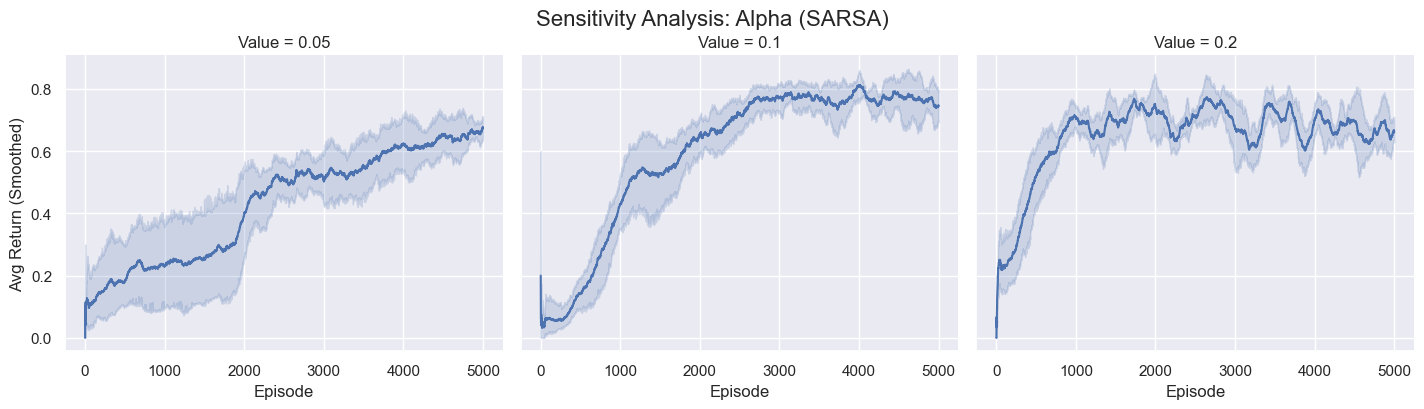 Sensitivity Analysis: Alpha (SARSA)
Value = 0.05
Value = 0.1
Value = 0.2
Avg Return (Smoothed)
0.8
0.6
0.4
0.2
0.0
0 1000 2000 3000 4000 5000
0 1000 2000 3000 4000 5000
0 1000 2000 3000 4000 5000
Episode
Episode
Episode